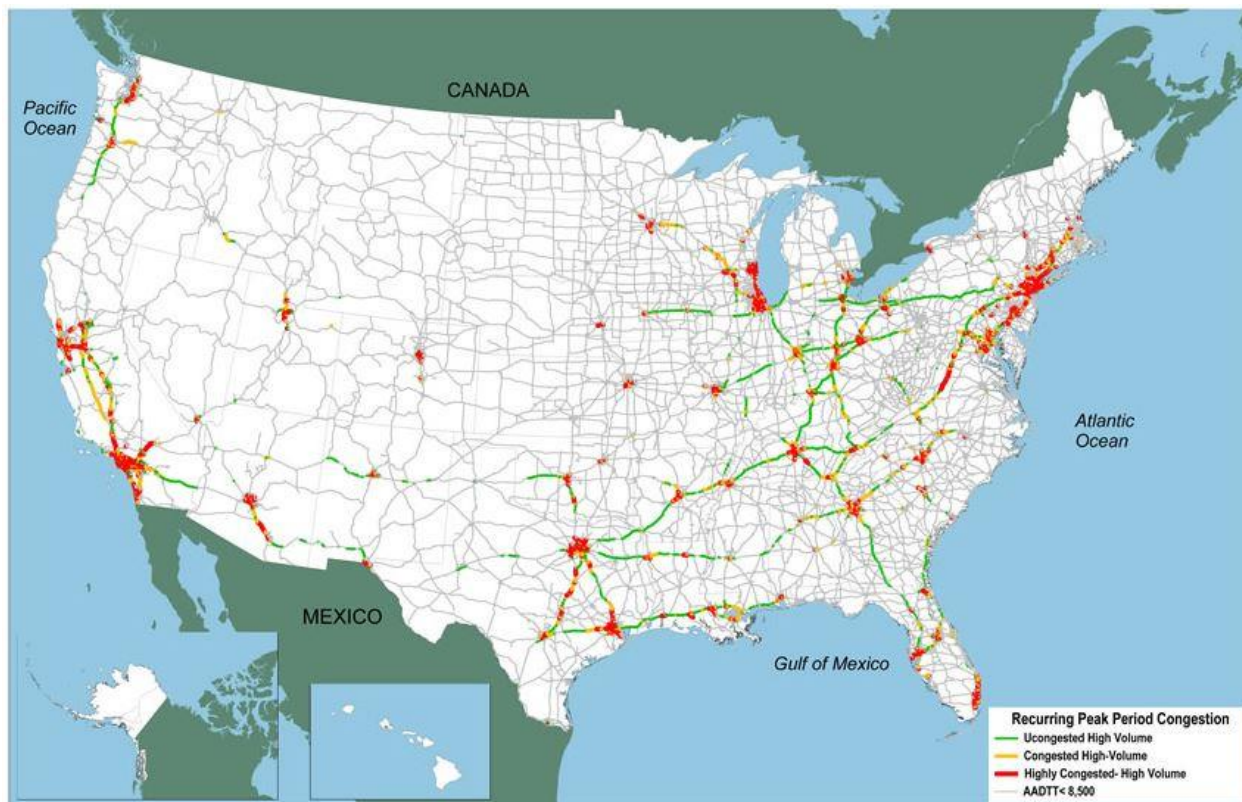 CANADA
Pacific
Ocean
Atlantic
Ocean
MEXICO
Gulf of Mexico
Recurring Peak Period Congestion
Ucongested High Volume
Congested High-Volume
Highly Congested- High Volume
AADTT< 8,500